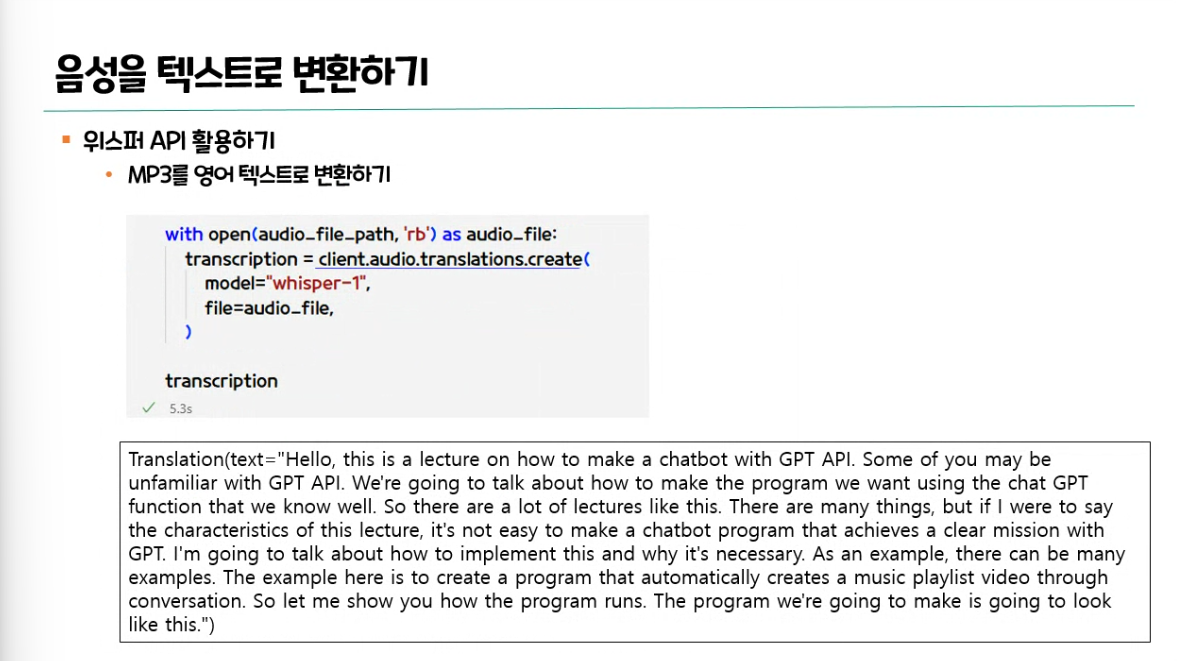 음성을 텍스트로 변환하기
위스퍼 API 활용하기
MP3를 영어 텍스트로 변환하기
with open(audio_file_path, 'rb') as audio_file:
transcription = client.audio.translations.create(
model="whisper-1",
file=audio_file,
)
transcription
5.3s
Translation(text="Hello, this is a lecture on how to make a chatbot with GPT API. Some of you may be
unfamiliar with GPT API. We're going to talk about how to make the program we want using the chat GPT
function that we know well. So there are a lot of lectures like this. There are many things, but if I were to say
the characteristics of this lecture, it's not easy to make a chatbot program that achieves a clear mission with
GPT. I'm going to talk about how to implement this and why it's necessary. As an example, there can be many
examples. The example here is to create a program that automatically creates a music playlist video through
conversation. So let me show you how the program runs. The program we're going to make is going to look
like this.")